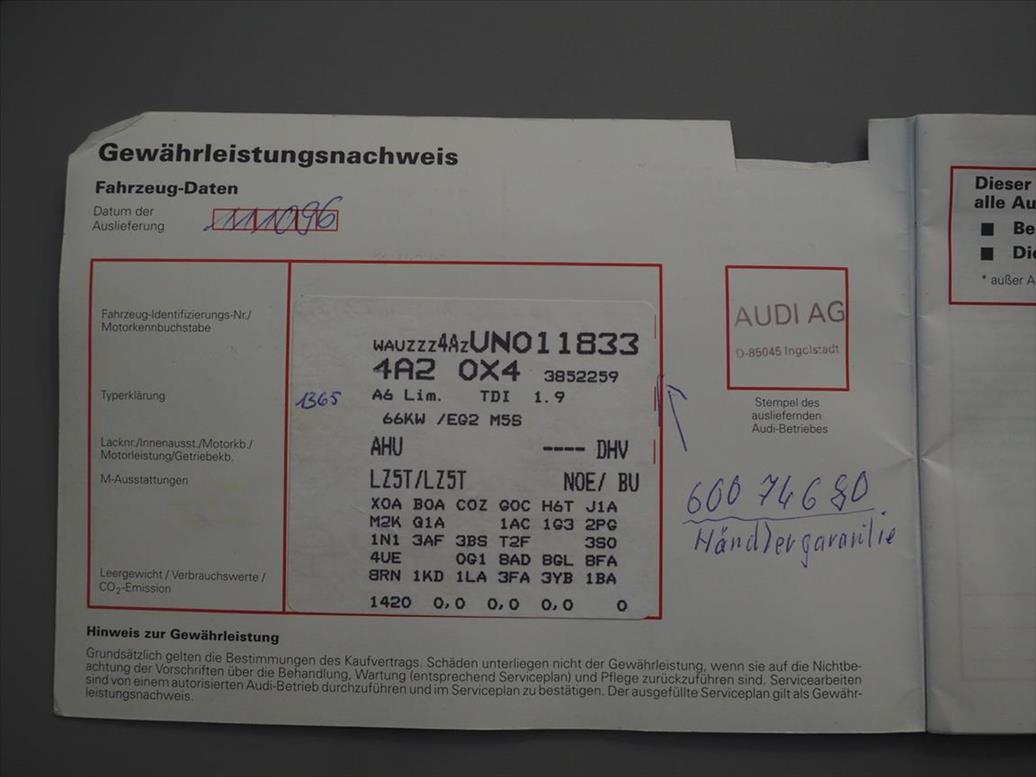 Gewährleistungsnachweis
Fahrzeug-Daten
Datum der
Auslieferung
111096
Fahrzeug-Identifizierungs-Nr./
Motorkennbuchstabe
Typerklärung
Lacknr./Innenausst./Motorkb./
Motorleistung/Getriebekb.
M-Ausstattungen
Leergewicht / Verbrauchswerte /
CO2-Emission
1365
WAUZZZ4AZUN011833
4A2 0X4 3852259
A6 Lim. TDI 1.9
66KW /EG2 M5S
AHU ---- DHV
LZ5T/LZ5T NOE/ BU
X0A B0A C0Z G0C H6T J1A
M2K G1A 1AC 1G3 2PG
1N1 3AF 3BS T2F 3S0
4UE 0G1 8AD 8GL 8FA
8RN 1KD 1LA 3FA 3YB 1BA
1420 0,0 0,0 0,0 0
AUDI AG
D-85045 Ingolstadt
Stempel des
ausliefernden
Audi-Betriebes
600 74680
Händlergarantie
Hinweis zur Gewährleistung
Grundsätzlich gelten die Bestimmungen des Kaufvertrags. Schäden unterliegen nicht der Gewährleistung, wenn sie auf die Nichtbe-
achtung der Vorschriften über die Behandlung, Wartung (entsprechend Serviceplan) und Pflege zurückzuführen sind. Servicearbeiten
sind von einem autorisierten Audi-Betrieb durchzuführen und im Serviceplan zu bestätigen. Der ausgefüllte Serviceplan gilt als Gewähr-
leistungsnachweis.
Dieser
alle Au
■ Be
■ Die
* außer A